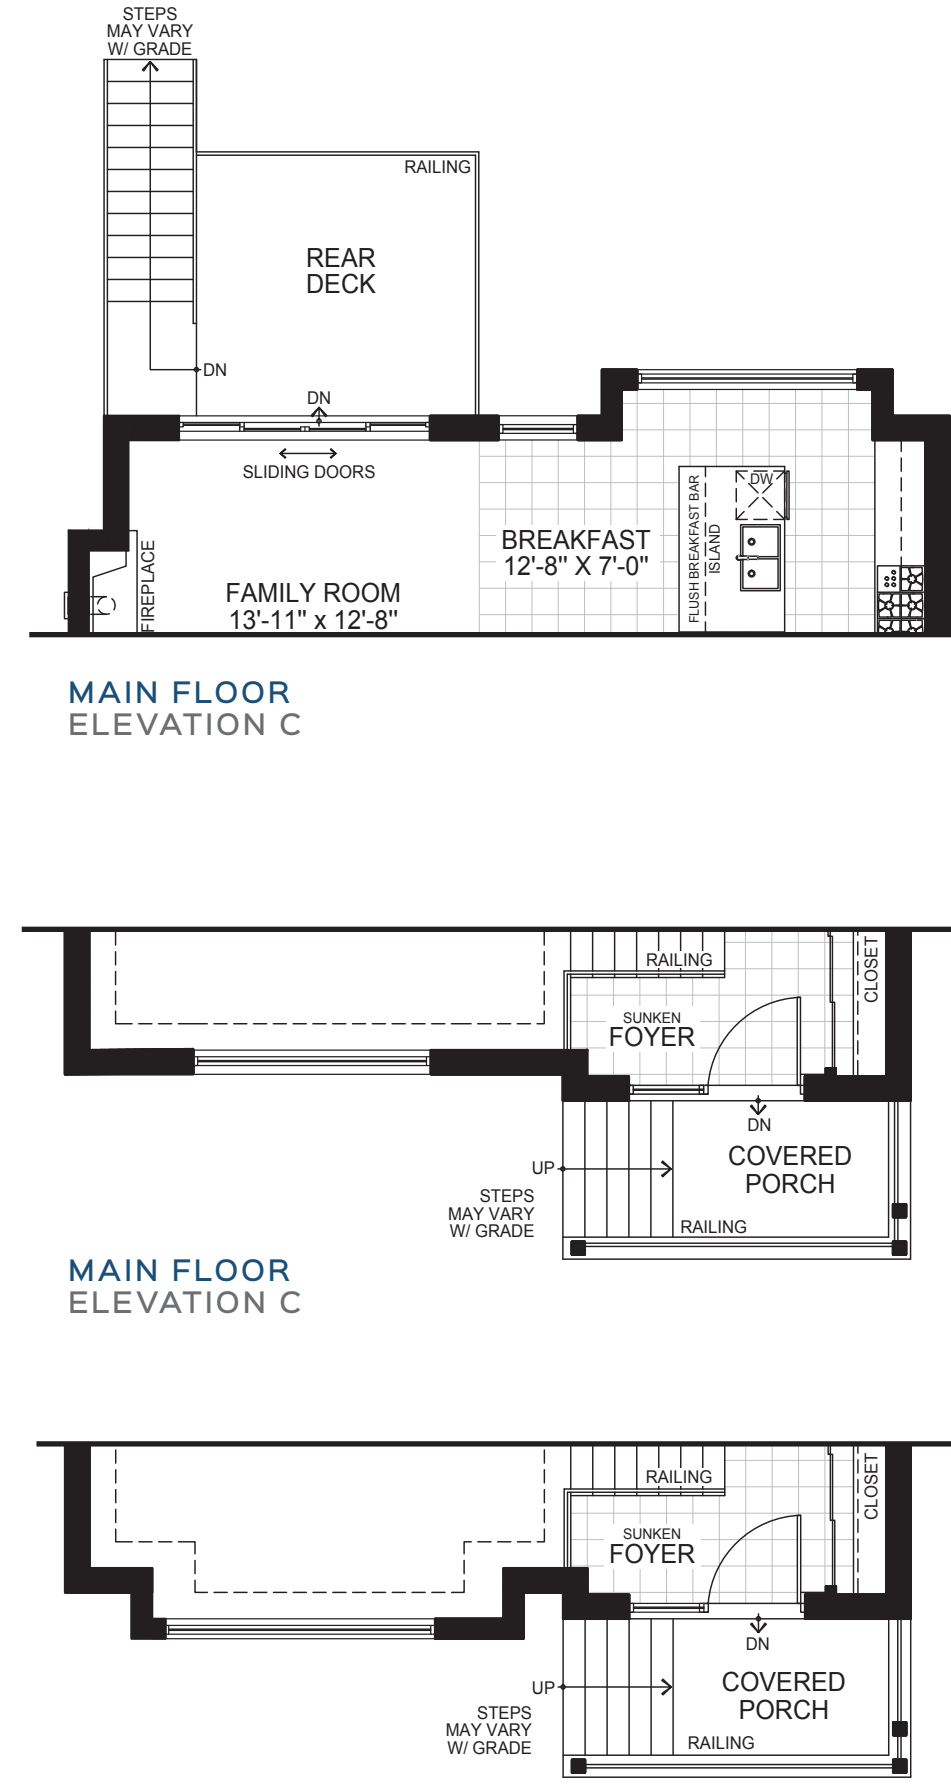 STEPS
MAY VARY
W/ GRADE
RAILING
REAR
DECK
DN
DN
SLIDING DOORS
FIREPLACE
FAMILY ROOM
13'-11" x 12'-8"
BREAKFAST
12'-8" X 7'-0"
FLUSH BREAKFAST BAR
ISLAND
DW
MAIN FLOOR
ELEVATION C
RAILING
CLOSET
SUNKEN
FOYER
DN
UP
COVERED
PORCH
STEPS
MAY VARY
W/ GRADE
RAILING
MAIN FLOOR
ELEVATION C
RAILING
CLOSET
SUNKEN
FOYER
DN
UP
COVERED
PORCH
STEPS
MAY VARY
W/ GRADE
RAILING